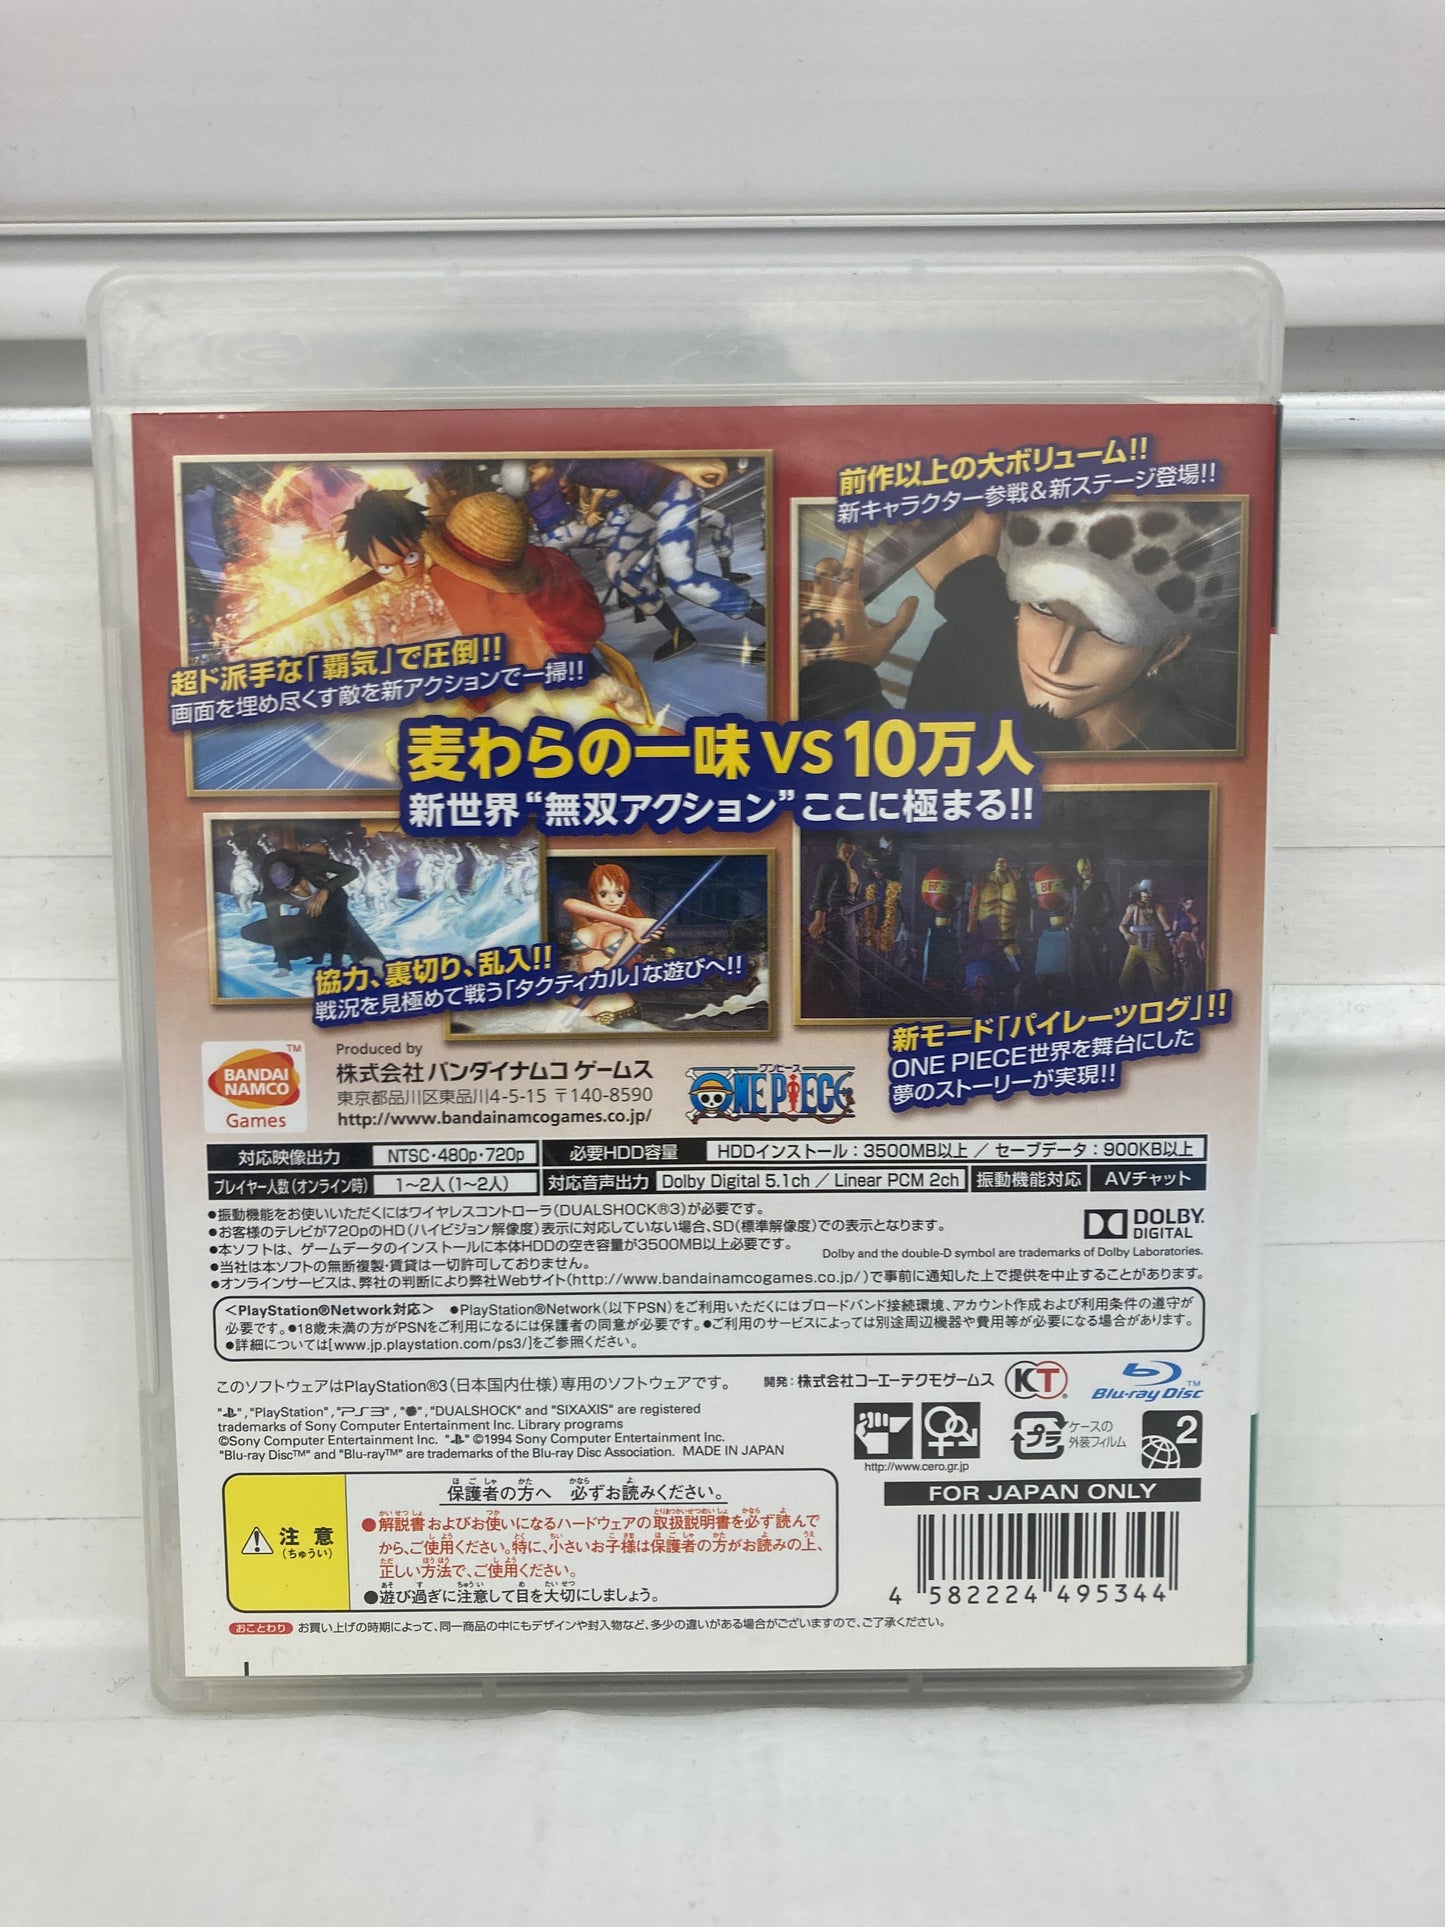 前作以上の大ボリューム!!
新キャラクター参戦&新ステージ登場!!
超ド派手な「覇気」で圧倒!!
画面を埋め尽くす敵を新アクションで一掃!!
麦わらの一味 VS 10万人
新世界“無双アクション”ここに極まる!!
協力、裏切り、乱入!!
戦況を見極めて戦う「タクティカル」な遊びへ!!
新モード「パイレーツログ」!!
ONE PIECE世界を舞台にした
夢のストーリーが実現!!
BANDAI NAMCO Games ™
Produced by
株式会社 バンダイナムコ ゲームス
東京都品川区東品川4-5-15 〒140-8590
http://www.bandainamcogames.co.jp/
ワンピース
ONE PIECE
対応映像出力 NTSC・480p・720p 必要HDD容量 HDDインストール:3500MB以上 / セーブデータ:900KB以上
プレイヤー人数(オンライン時) 1~2人(1~2人) 対応音声出力 Dolby Digital 5.1ch / Linear PCM 2ch 振動機能対応 AVチャット
●振動機能をお使いいただくにはワイヤレスコントローラ(DUALSHOCK®3)が必要です。
●お客様のテレビが720pのHD(ハイビジョン解像度)表示に対応していない場合、SD(標準解像度)での表示となります。
●本ソフトは、ゲームデータのインストールに本体HDDの空き容量が3500MB以上必要です。
●当社は本ソフトの無断複製・賃貸は一切許可しておりません。
●オンラインサービスは、弊社の判断により弊社Webサイト(http://www.bandainamcogames.co.jp/)で事前に通知した上で提供を中止することがあります。
DOLBY DIGITAL
Dolby and the double-D symbol are trademarks of Dolby Laboratories.
<PlayStation®Network対応> ●PlayStation®Network(以下PSN)をご利用いただくにはブロードバンド接続環境、アカウント作成および利用条件の遵守が
必要です。●18歳未満の方がPSNをご利用になるには保護者の同意が必要です。●ご利用のサービスによっては別途周辺機器や費用等が必要になる場合があります。
●詳細については[www.jp.playstation.com/ps3/]をご参照ください。
このソフトウェアはPlayStation®3(日本国内仕様)専用のソフトウェアです。
開発:株式会社コーエーテクモゲームス
KT®
Blu-ray Disc™
", "PlayStation", "PS3", " ", "DUALSHOCK" and "SIXAXIS" are registered
trademarks of Sony Computer Entertainment Inc. Library programs
©Sony Computer Entertainment Inc. " " ©1994 Sony Computer Entertainment Inc.
"Blu-ray Disc™" and "Blu-ray™" are trademarks of the Blu-ray Disc Association. MADE IN JAPAN
http://www.cero.gr.jp
プラ
ケースの
外装フィルム
2
FOR JAPAN ONLY
4 582224 495344
注意
(ちゅうい)
保護者の方へ 必ずお読みください。
●解説書およびお使いになるハードウェアの取扱説明書を必ず読んで
から、ご使用ください。特に、小さいお子様は保護者の方がお読みの上、
正しい方法で、ご使用ください。
●遊び過ぎに注意して目を大切にしましょう。
おことわり お買い上げの時期によって、同一商品の中にもデザインや封入物など、多少の違いがある場合がございますので、ご了承ください。